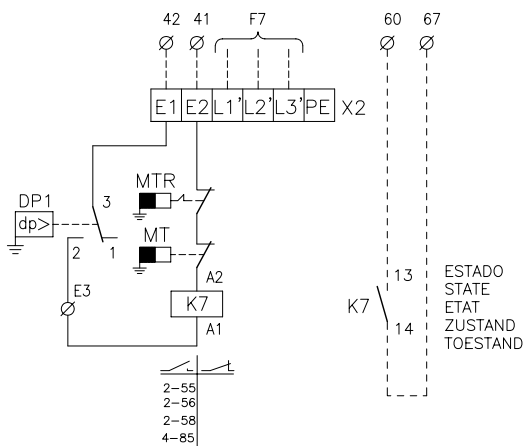 42 41 F7 60 67
E1 E2 L1' L2' L3' PE X2
MTR
DP1 3
dp>
MT
2 1
A2
E3
K7
A1
13 ESTADO
STATE
K7 ETAT
14 ZUSTAND
TOESTAND
2-55
2-56
2-58
4-85